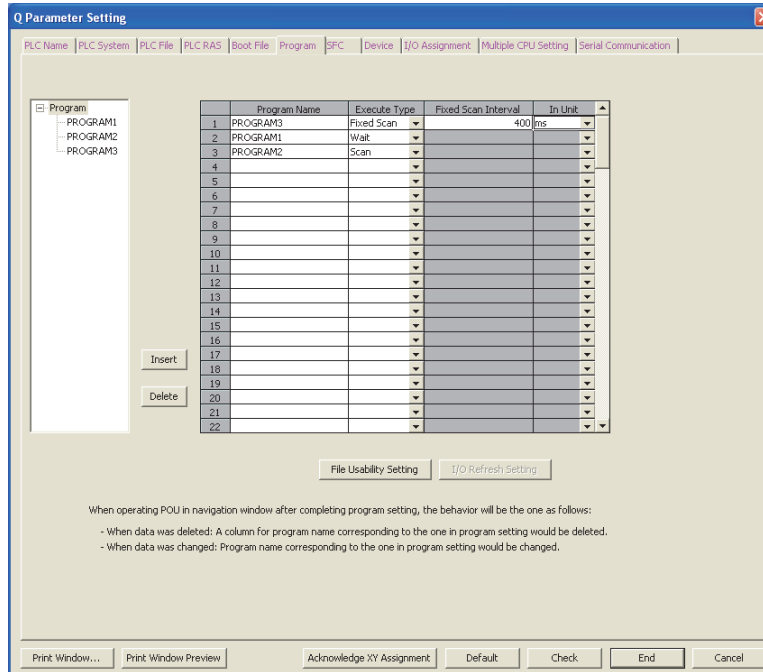 Q Parameter Setting
PLC Name PLC System PLC File PLC RAS Boot File Program SFC Device I/O Assignment Multiple CPU Setting Serial Communication
Program
PROGRAM1
PROGRAM2
PROGRAM3
Program Name Execute Type Fixed Scan Interval In Unit
1 PROGRAM3 Fixed Scan 400 ms
2 PROGRAM1 Wait
3 PROGRAM2 Scan
4
5
6
7
8
9
10
11
12
13
14
15
16
17
18
19
20
21
22
Insert
Delete
File Usability Setting I/O Refresh Setting
When operating POU in navigation window after completing program setting, the behavior will be the one as follows:
- When data was deleted: A column for program name corresponding to the one in program setting would be deleted.
- When data was changed: Program name corresponding to the one in program setting would be changed.
Print Window... Print Window Preview Acknowledge XY Assignment Default Check End Cancel